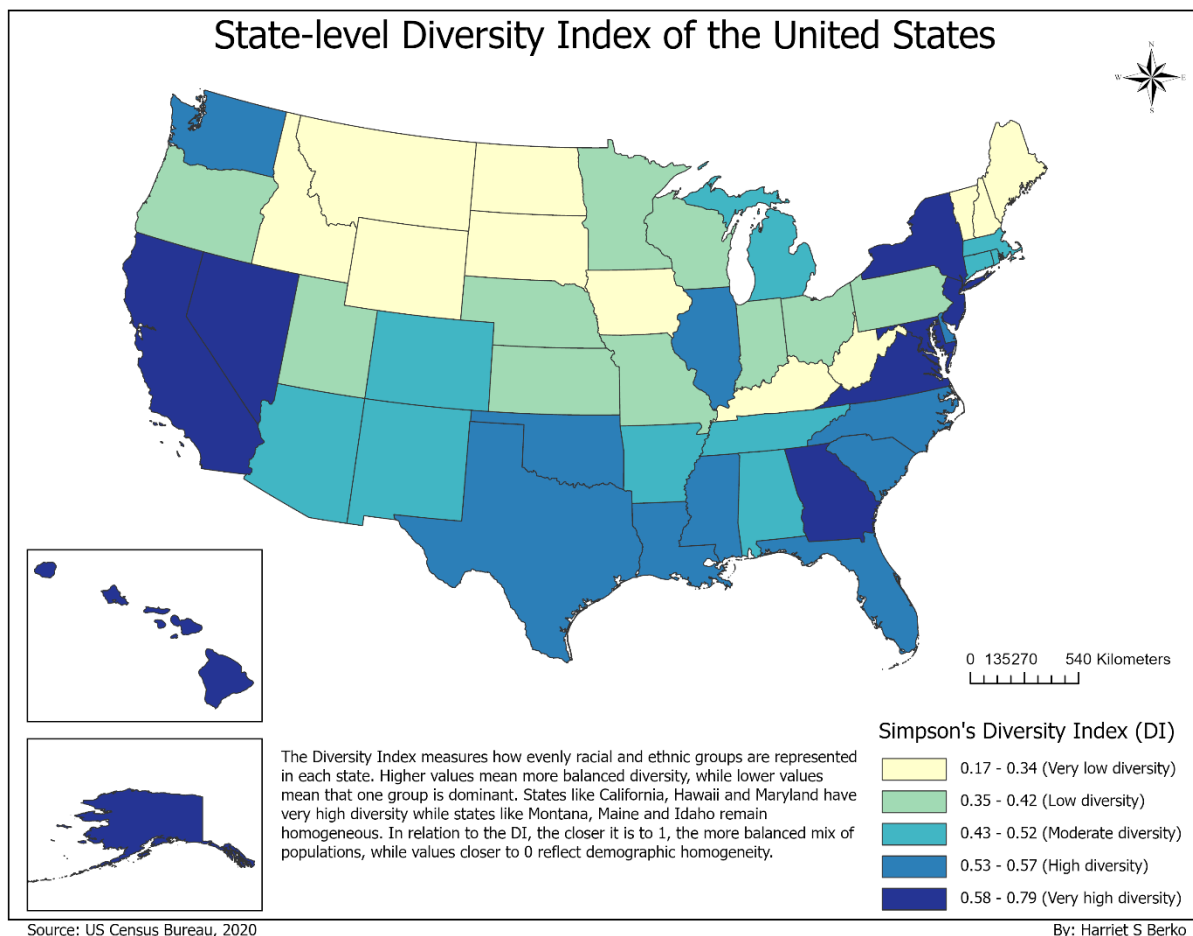 State-level Diversity Index of the United States
N
W E
S
0 135270 540 Kilometers
Simpson's Diversity Index (DI)
0.17 - 0.34 (Very low diversity)
0.35 - 0.42 (Low diversity)
0.43 - 0.52 (Moderate diversity)
0.53 - 0.57 (High diversity)
0.58 - 0.79 (Very high diversity)
The Diversity Index measures how evenly racial and ethnic groups are represented
in each state. Higher values mean more balanced diversity, while lower values
mean that one group is dominant. States like California, Hawaii and Maryland have
very high diversity while states like Montana, Maine and Idaho remain
homogeneous. In relation to the DI, the closer it is to 1, the more balanced mix of
populations, while values closer to 0 reflect demographic homogeneity.
Source: US Census Bureau, 2020
By: Harriet S Berko